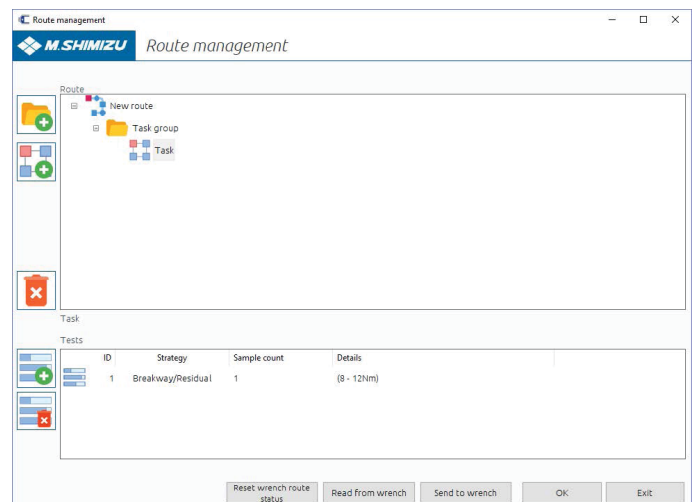 Route management
M.SHIMIZU Route management
Route
New route
Task group
Task
Task
Tests
ID Strategy Sample count Details
1 Breakway/Residual 1 (8 - 12Nm)
Reset wrench route
status
Read from wrench Send to wrench OK Exit